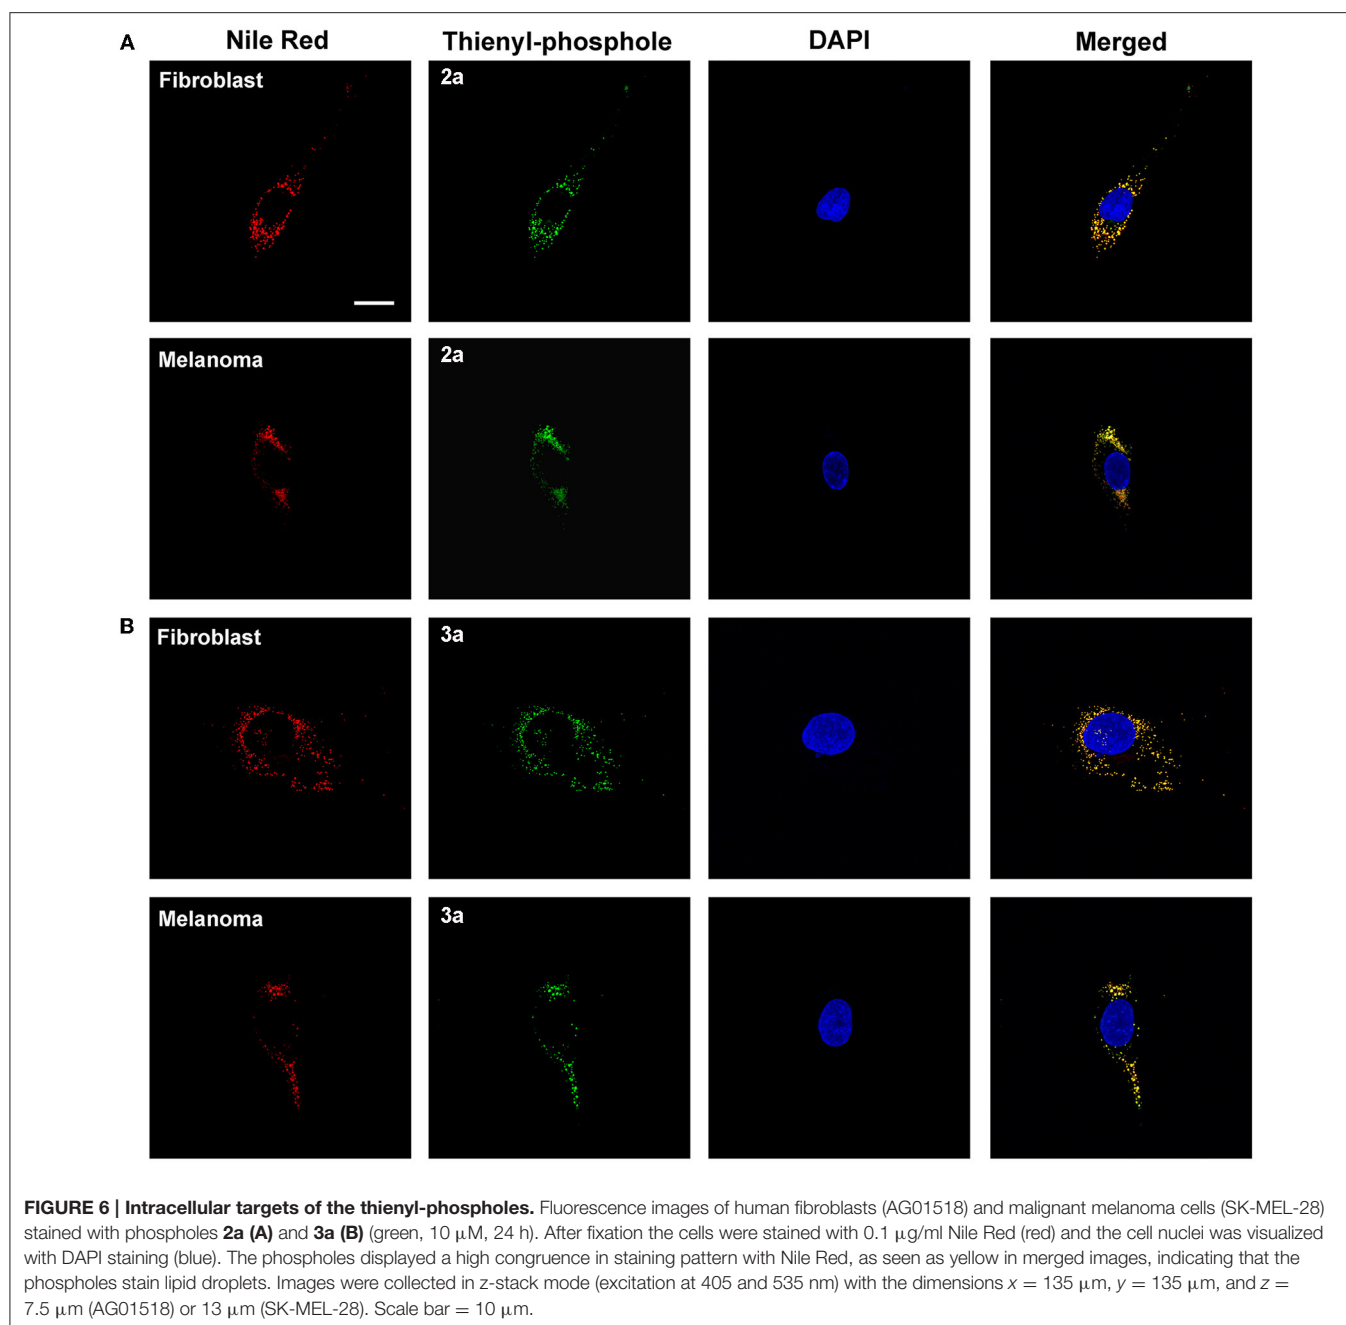 A
Nile Red Thienyl-phosphole DAPI Merged
Fibroblast 2a
Melanoma 2a
B
Fibroblast 3a
Melanoma 3a
FIGURE 6 | Intracellular targets of the thienyl-phospholes. Fluorescence images of human fibroblasts (AG01518) and malignant melanoma cells (SK-MEL-28)
stained with phospholes 2a (A) and 3a (B) (green, 10 μM, 24 h). After fixation the cells were stained with 0.1 μg/ml Nile Red (red) and the cell nuclei was visualized
with DAPI staining (blue). The phospholes displayed a high congruence in staining pattern with Nile Red, as seen as yellow in merged images, indicating that the
phospholes stain lipid droplets. Images were collected in z-stack mode (excitation at 405 and 535 nm) with the dimensions x = 135 μm, y = 135 μm, and z =
7.5 μm (AG01518) or 13 μm (SK-MEL-28). Scale bar = 10 μm.